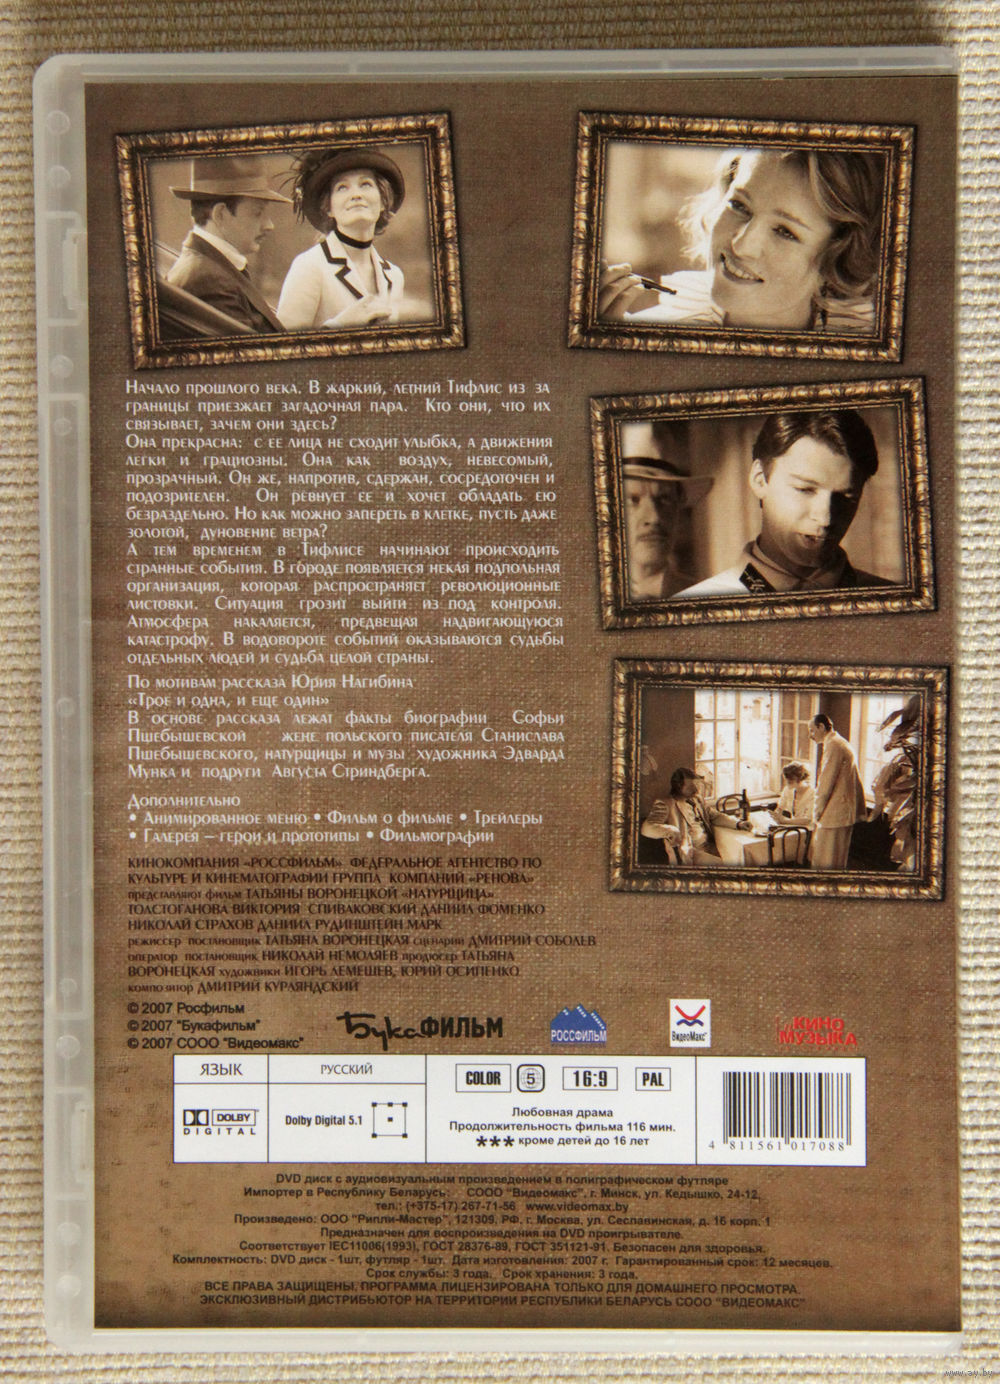 Начало прошлого века. В жаркий, летний Тифлис из за
границы приезжает загадочная пара. Кто они, что их
связывает, зачем они здесь?
Она прекрасна: с ее лица не сходит улыбка, а движения
легки и грациозны. Она как воздух, невесомый,
прозрачный. Он же, напротив, сдержан, сосредоточен и
подозрителен. Он ревнует ее и хочет обладать ею
безраздельно. Но как можно запереть в клетке, пусть даже
золотой, дуновение ветра?
А тем временем в Тифлисе начинают происходить
странные события. В городе появляется некая подпольная
организация, которая распространяет революционные
листовки. Ситуация грозит выйти из под контроля.
Атмосфера накаляется, предвещая надвигающуюся
катастрофу. В водовороте событий оказываются судьбы
отдельных людей и судьба целой страны.
По мотивам рассказа Юрия Нагибина
«Трое и одна, и еще один»
В основе рассказа лежат факты биографии Софьи
Пшебышевской жене польского писателя Станислава
Пшебышевского, натурщицы и музы художника Эдварда
Мунка и подруги Августа Стриндберга.
Дополнительно
• Анимированное меню • Фильм о фильме • Трейлеры
• Галерея – герои и прототипы • Фильмографии
КИНОКОМПАНИЯ «РОССФИЛЬМ» ФЕДЕРАЛЬНОЕ АГЕНТСТВО ПО
КУЛЬТУРЕ И КИНЕМАТОГРАФИИ ГРУППА КОМПАНИЙ «РЕНОВА»
представляют фильм ТАТЬЯНЫ ВОРОНЕЦКОЙ «НАТУРЩИЦА»
ТОЛСТОГАНОВА ВИКТОРИЯ СПИВАКОВСКИЙ ДАНИИЛ ФОМЕНКО
НИКОЛАЙ СТРАХОВ ДАНИИЛ РУДИНШТЕЙН МАРК
режиссер постановщик ТАТЬЯНА ВОРОНЕЦКАЯ сценарий ДМИТРИЙ СОБОЛЕВ
оператор постановщик НИКОЛАЙ НЕМОЛЯЕВ продюсер ТАТЬЯНА
ВОРОНЕЦКАЯ художники ИГОРЬ ЛЕМЕШЕВ, ЮРИЙ ОСИПЕНКО
композитор ДМИТРИЙ КУРЛЯНДСКИЙ
© 2007 Росфильм
© 2007 "Букафильм"
© 2007 СООО "Видеомакс"
БукаФИЛЬМ
РОССФИЛЬМ
ВидеоМакс
КИНО
МУЗЫКА
ЯЗЫК
РУССКИЙ
DOLBY
DIGITAL
Dolby Digital 5.1
COLOR 5 16:9 PAL
Любовная драма
Продолжительность фильма 116 мин.
*** кроме детей до 16 лет
4 811561 017088
DVD диск с аудиовизуальным произведением в полиграфическом футляре
Импортер в Республику Беларусь: СООО "Видеомакс", г. Минск, ул. Кедышко, 24-12,
тел.: (+375-17) 267-71-56 www.videomax.by
Произведено: ООО "Рипли-Мастер", 121309, РФ, г. Москва, ул. Сеславинская, д. 16 корп. 1
Предназначен для воспроизведения на DVD проигрывателе.
Соответствует IEC11006(1993), ГОСТ 28376-89, ГОСТ 351121-91. Безопасен для здоровья.
Комплектность: DVD диск - 1шт, футляр - 1шт. Дата изготовления: 2007 г. Гарантированный срок: 12 месяцев.
Срок службы: 3 года. Срок хранения: 3 года.
ВСЕ ПРАВА ЗАЩИЩЕНЫ. ПРОГРАММА ЛИЦЕНЗИРОВАНА ТОЛЬКО ДЛЯ ДОМАШНЕГО ПРОСМОТРА.
ЭКСКЛЮЗИВНЫЙ ДИСТРИБЬЮТОР НА ТЕРРИТОРИИ РЕСПУБЛИКИ БЕЛАРУСЬ СООО "ВИДЕОМАКС"
www.ay.by